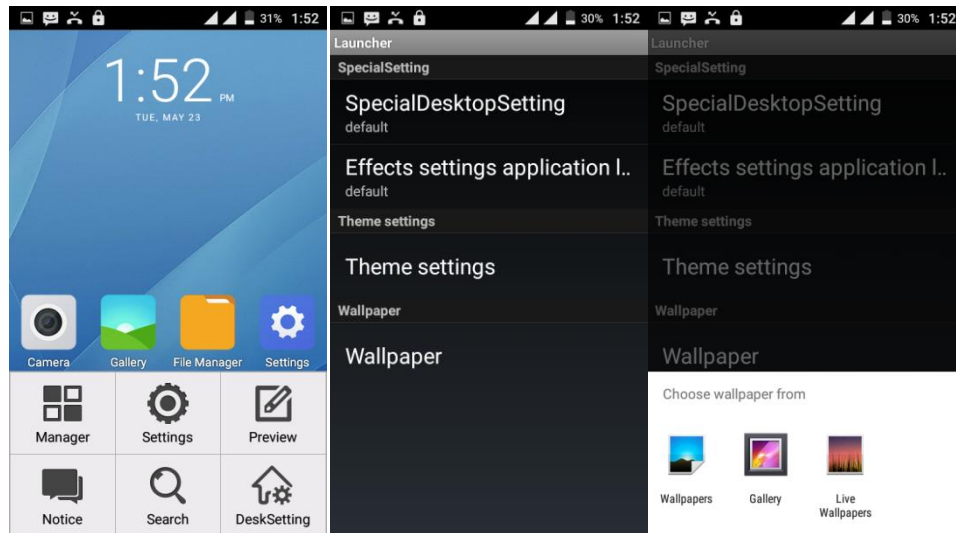 31% 1:52
1:52 PM
TUE, MAY 23
Camera Gallery File Manager Settings
Manager Settings Preview
Notice Search DeskSetting
30% 1:52
Launcher
SpecialSetting
SpecialDesktopSetting
default
Effects settings application l..
default
Theme settings
Theme settings
Wallpaper
Wallpaper
30% 1:52
Launcher
SpecialSetting
SpecialDesktopSetting
default
Effects settings application l..
default
Theme settings
Theme settings
Wallpaper
Wallpaper
Choose wallpaper from
Wallpapers Gallery Live
Wallpapers